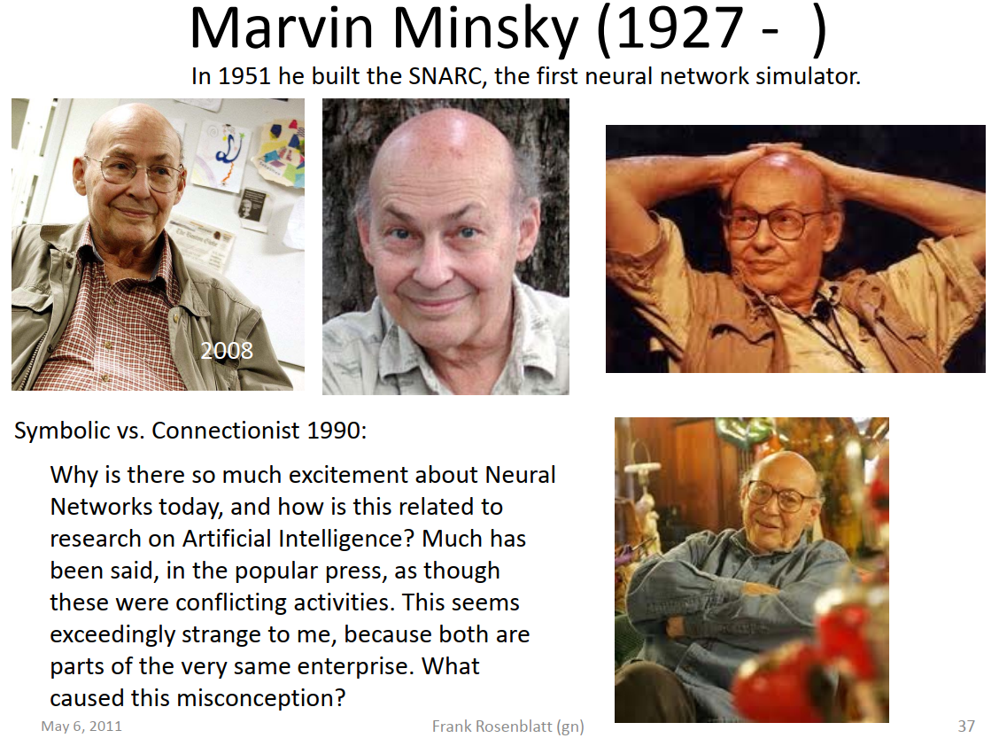 Marvin Minsky (1927 -  )
In 1951 he built the SNARC, the first neural network simulator.
The Boston Globe
2008
Symbolic vs. Connectionist 1990:
Why is there so much excitement about Neural
Networks today, and how is this related to
research on Artificial Intelligence? Much has
been said, in the popular press, as though
these were conflicting activities. This seems
exceedingly strange to me, because both are
parts of the very same enterprise. What
caused this misconception?
May 6, 2011
Frank Rosenblatt (gn)
37